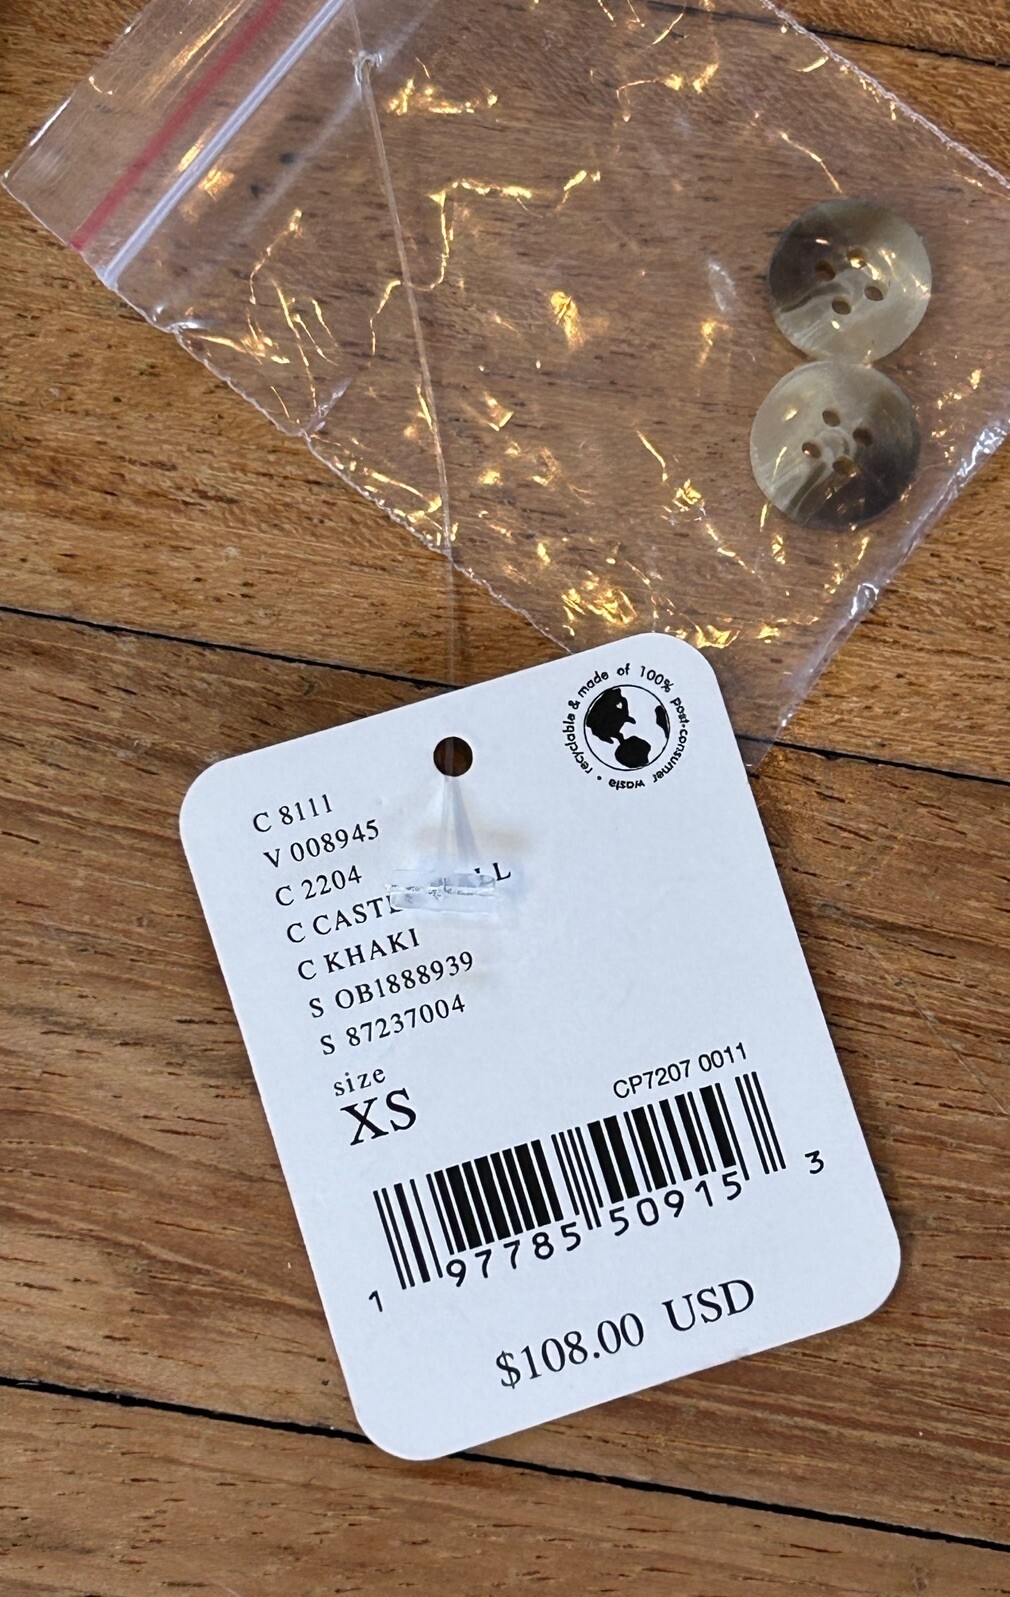 recyclable & made of 100% post-consumer waste •
C 8111
V 008945
C 2204
C
C KHAKI
S OB1888939
S 87237004
size
XS
CP7207 0011
1 97785 50915 3
$108.00 USD